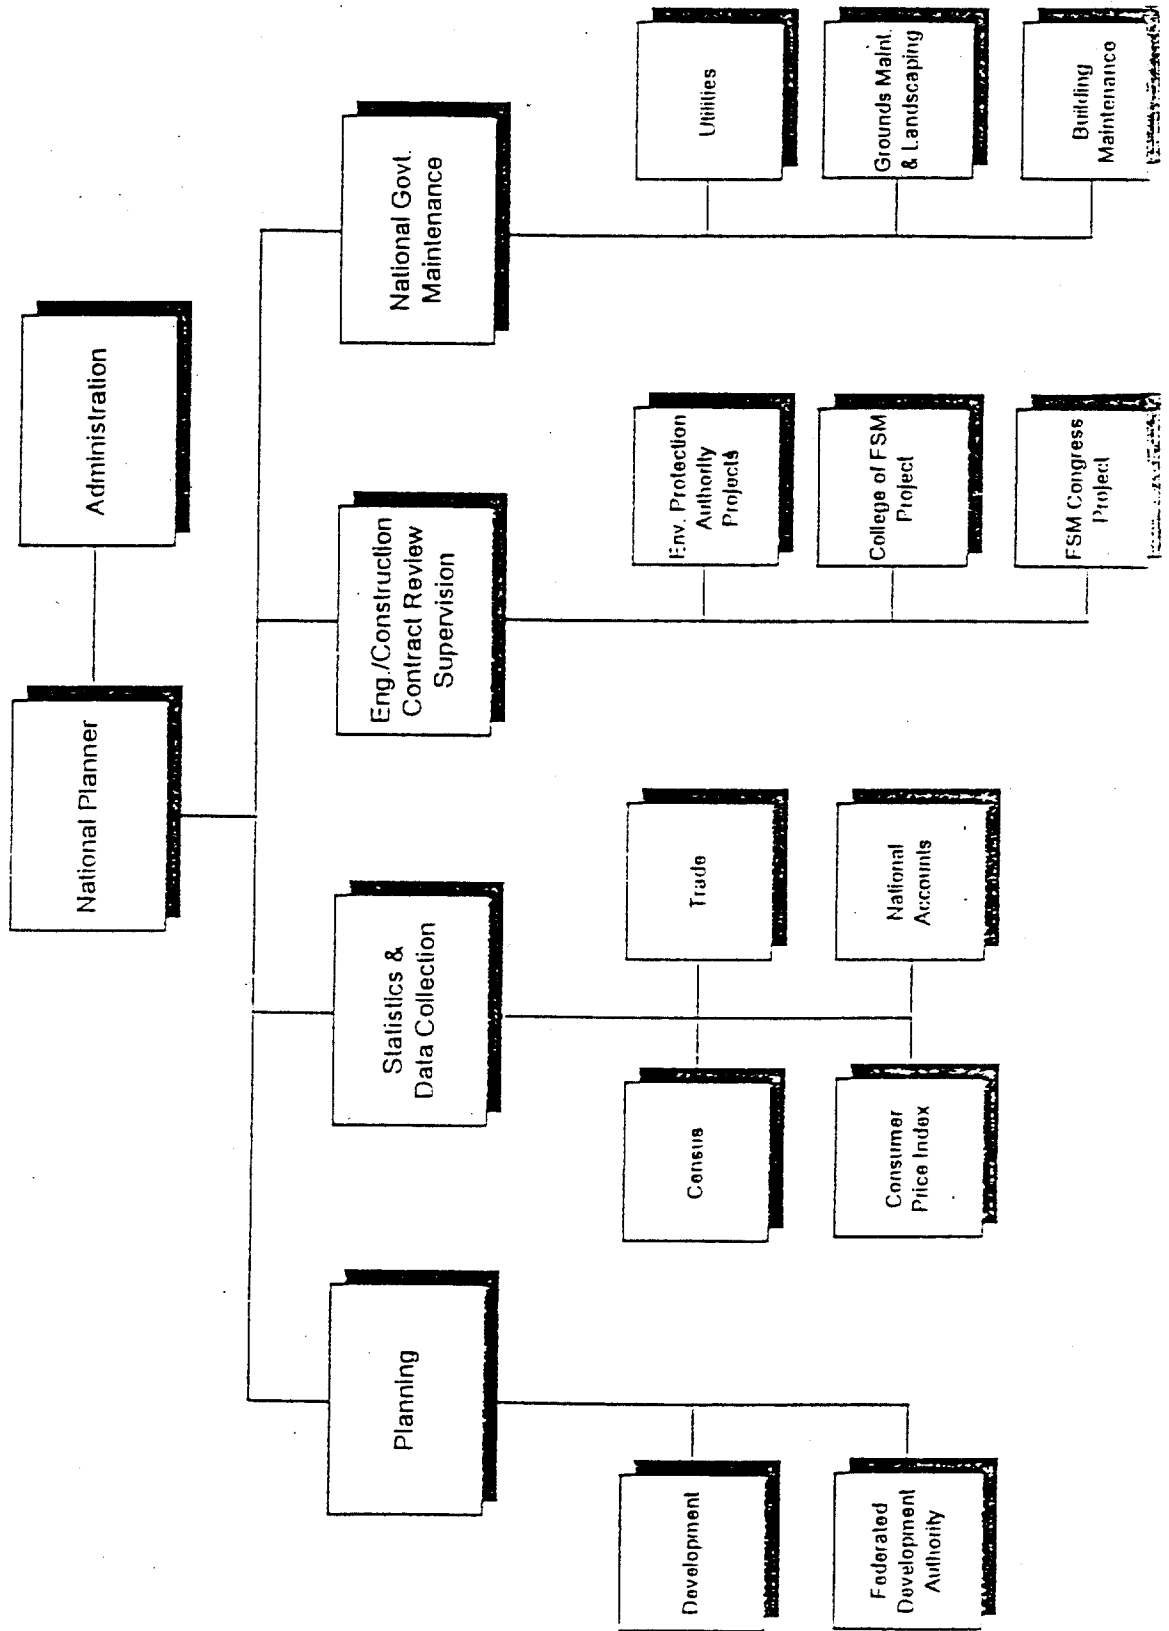 National Planner
Administration
Planning
Statistics &
Data Collection
Eng./Construction
Contract Review
Supervision
National Govt.
Maintenance
Development
Federated
Development
Authority
Census
Trade
Consumer
Price Index
National
Accounts
Env. Protection
Authority
Projects
College of FSM
Project
FSM Congress
Project
Utilities
Grounds Maint.
& Landscaping
Building
Maintenance